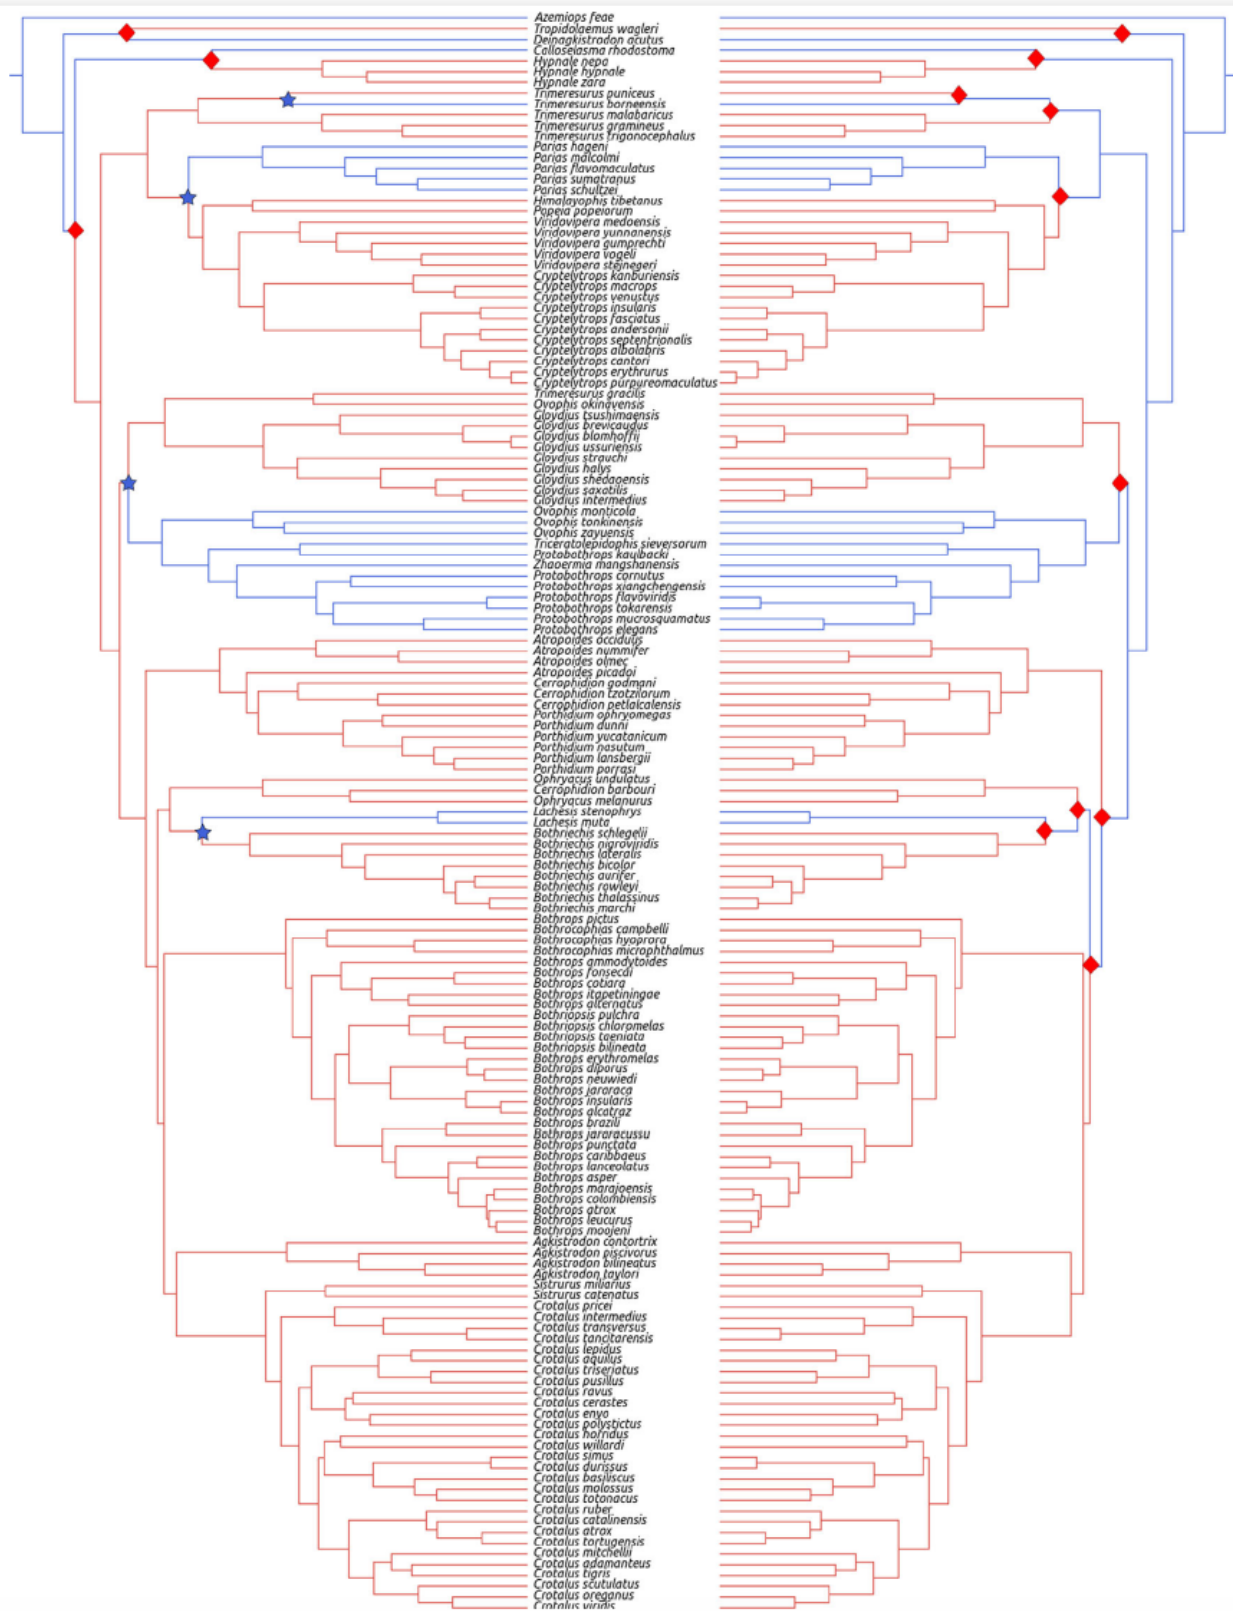 Azemiops feae
Tropidolaemus wagleri
Deinagkistrodon acutus
Calloselasma rhodostoma
Hypnale nepa
Hypnale hypnale
Hypnale zara
Trimeresurus puniceus
Trimeresurus borneensis
Trimeresurus malabaricus
Trimeresurus gramineus
Trimeresurus trigonocephalus
Parias hageni
Parias malcolmi
Parias flavomaculatus
Parias sumatranus
Parias schultzei
Himalayophis tibetanus
Popeia popeiorum
Viridovipera medoensis
Viridovipera yunnanensis
Viridovipera gumprechti
Viridovipera vogeli
Viridovipera stejnegeri
Cryptelytrops kanburiensis
Cryptelytrops macrops
Cryptelytrops venustus
Cryptelytrops insularis
Cryptelytrops fasciatus
Cryptelytrops andersonii
Cryptelytrops septentrionalis
Cryptelytrops albolabris
Cryptelytrops cantori
Cryptelytrops erythrurus
Cryptelytrops purpureomaculatus
Trimeresurus gracilis
Ovophis okinavensis
Gloydius tsushimaensis
Gloydius brevicaudus
Gloydius blomhoffii
Gloydius ussuriensis
Gloydius strauchi
Gloydius halys
Gloydius shedaoensis
Gloydius saxatilis
Gloydius intermedius
Ovophis monticola
Ovophis tonkinensis
Ovophis zayuensis
Triceratolepidophis sieversorum
Protobothrops kaulbacki
Zhaoermia mangshanensis
Protobothrops cornutus
Protobothrops xiangchengensis
Protobothrops flavoviridis
Protobothrops tokarensis
Protobothrops mucrosquamatus
Protobothrops elegans
Atropoides occiduus
Atropoides nummifer
Atropoides olmec
Atropoides picadoi
Cerrophidion godmani
Cerrophidion tzotzilorum
Cerrophidion petlalcalensis
Porthidium ophryomegas
Porthidium dunni
Porthidium yucatanicum
Porthidium nasutum
Porthidium lansbergii
Porthidium porrasi
Ophryacus undulatus
Cerrophidion barbouri
Ophryacus melanurus
Lachesis stenophrys
Lachesis muta
Bothriechis schlegelii
Bothriechis nigroviridis
Bothriechis lateralis
Bothriechis bicolor
Bothriechis aurifer
Bothriechis rowleyi
Bothriechis thalassinus
Bothriechis marchi
Bothrops pictus
Bothrocophias campbelli
Bothrocophias hyoprora
Bothrocophias microphthalmus
Bothrops ammodytoides
Bothrops fonsecai
Bothrops cotiara
Bothrops itapetiningae
Bothrops alternatus
Bothriopsis pulchra
Bothriopsis chloromelas
Bothriopsis taeniata
Bothriopsis bilineata
Bothrops erythromelas
Bothrops diporus
Bothrops neuwiedi
Bothrops jararaca
Bothrops insularis
Bothrops alcatraz
Bothrops brazili
Bothrops jararacussu
Bothrops punctata
Bothrops caribbaeus
Bothrops lanceolatus
Bothrops asper
Bothrops marajoensis
Bothrops colombiensis
Bothrops atrox
Bothrops leucurus
Bothrops moojeni
Agkistrodon contortrix
Agkistrodon piscivorus
Agkistrodon bilineatus
Agkistrodon taylori
Sistrurus miliarius
Sistrurus catenatus
Crotalus pricei
Crotalus intermedius
Crotalus transversus
Crotalus tancitarensis
Crotalus lepidus
Crotalus aquilus
Crotalus triseriatus
Crotalus pusillus
Crotalus ravus
Crotalus cerastes
Crotalus enyo
Crotalus polystictus
Crotalus horridus
Crotalus willardi
Crotalus simus
Crotalus durissus
Crotalus basiliscus
Crotalus molossus
Crotalus totonacus
Crotalus ruber
Crotalus catalinensis
Crotalus atrox
Crotalus tortugensis
Crotalus mitchellii
Crotalus adamanteus
Crotalus tigris
Crotalus scutulatus
Crotalus oreganus
Crotalus viridis